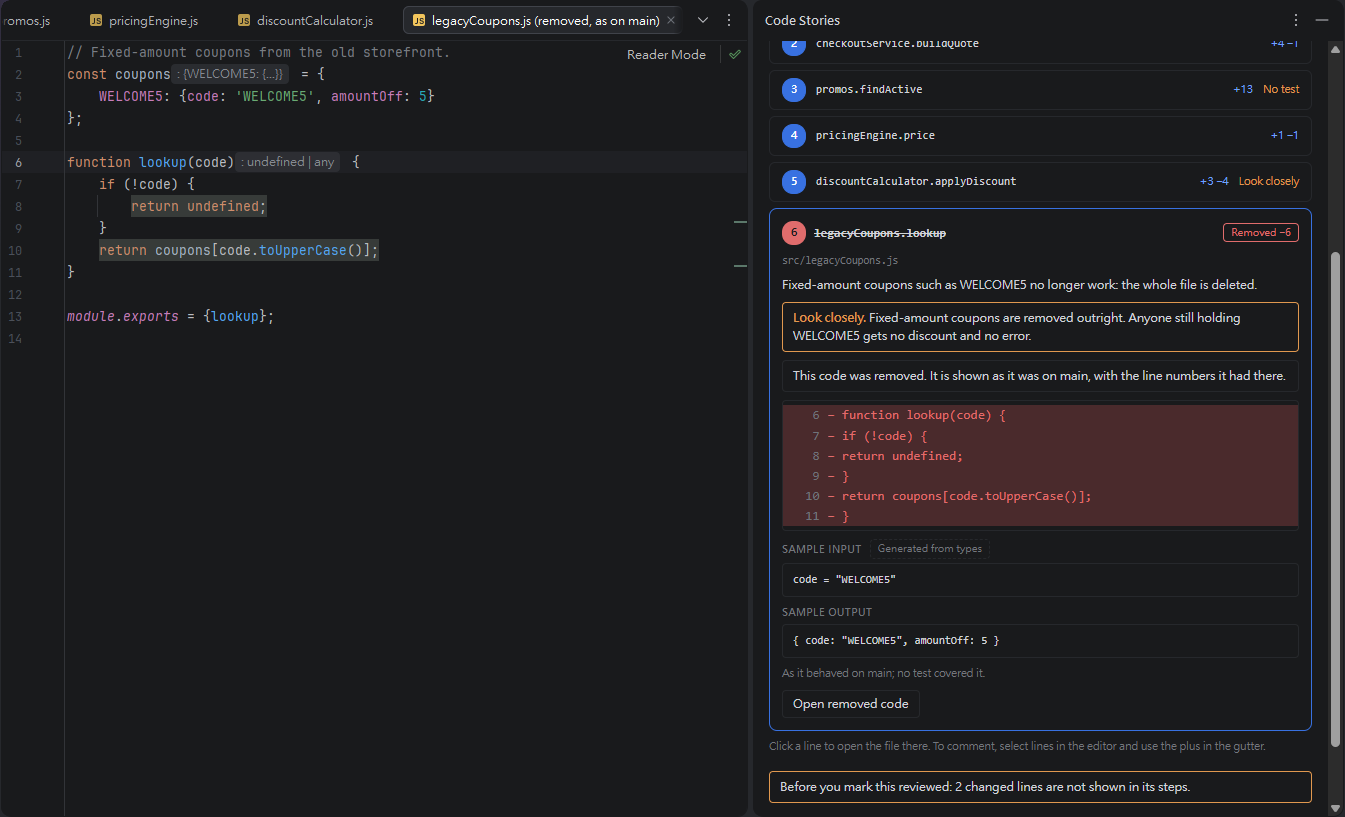 romos.js
JS pricingEngine.js
JS discountCalculator.js
JS legacyCoupons.js (removed, as on main)
Reader Mode
1 // Fixed-amount coupons from the old storefront.
2 const coupons : {WELCOME5: {...}} = {
3 WELCOME5: {code: 'WELCOME5', amountOff: 5}
4 };
5
6 function lookup(code) : undefined | any {
7 if (!code) {
8 return undefined;
9 }
10 return coupons[code.toUpperCase()];
11 }
12
13 module.exports = {lookup};
14
Code Stories
2 checkoutService.buildQuote +4 −1
3 promos.findActive +13 No test
4 pricingEngine.price +1 −1
5 discountCalculator.applyDiscount +3 −4 Look closely
6 legacyCoupons.lookup Removed −6
src/legacyCoupons.js
Fixed-amount coupons such as WELCOME5 no longer work: the whole file is deleted.
Look closely. Fixed-amount coupons are removed outright. Anyone still holding
WELCOME5 gets no discount and no error.
This code was removed. It is shown as it was on main, with the line numbers it had there.
6 − function lookup(code) {
7 − if (!code) {
8 − return undefined;
9 − }
10 − return coupons[code.toUpperCase()];
11 − }
SAMPLE INPUT Generated from types
code = "WELCOME5"
SAMPLE OUTPUT
{ code: "WELCOME5", amountOff: 5 }
As it behaved on main; no test covered it.
Open removed code
Click a line to open the file there. To comment, select lines in the editor and use the plus in the gutter.
Before you mark this reviewed: 2 changed lines are not shown in its steps.